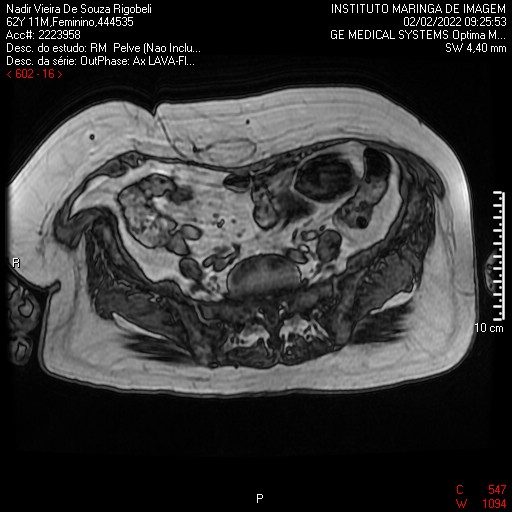 Nadir Vieira De Souza Rigobeli
62Y 11M,Feminino,444535
Acc#: 2223958
Desc. do estudo: RM Pelve (Nao Inclu...
Desc. da série: OutPhase: Ax LAVA-Fl...
< 602 - 16 >
INSTITUTO MARINGA DE IMAGEM
02/02/2022 09:25:53
GE MEDICAL SYSTEMS Optima M...
SW 4,40 mm
R
10 cm
P
C 547
W 1094